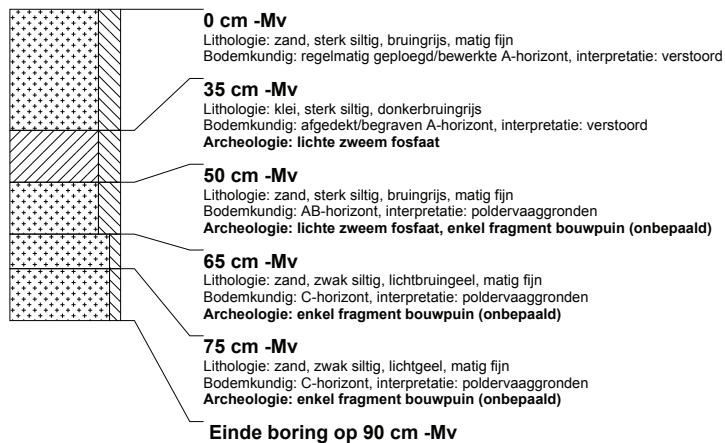 0 cm -Mv
Lithologie: zand, sterk siltig, bruingrijs, matig fijn
Bodemkundig: regelmatig geploegd/bewerkte A-horizont, interpretatie: verstoord
35 cm -Mv
Lithologie: klei, sterk siltig, donkerbruingrijs
Bodemkundig: afgedekt/begraven A-horizont, interpretatie: verstoord
Archeologie: lichte zweem fosfaat
50 cm -Mv
Lithologie: zand, sterk siltig, bruingrijs, matig fijn
Bodemkundig: AB-horizont, interpretatie: poldervaaggronden
Archeologie: lichte zweem fosfaat, enkel fragment bouwpuin (onbepaald)
65 cm -Mv
Lithologie: zand, zwak siltig, lichtbruingeel, matig fijn
Bodemkundig: C-horizont, interpretatie: poldervaaggronden
Archeologie: enkel fragment bouwpuin (onbepaald)
75 cm -Mv
Lithologie: zand, zwak siltig, lichtgeel, matig fijn
Bodemkundig: C-horizont, interpretatie: poldervaaggronden
Archeologie: enkel fragment bouwpuin (onbepaald)
Einde boring op 90 cm -Mv